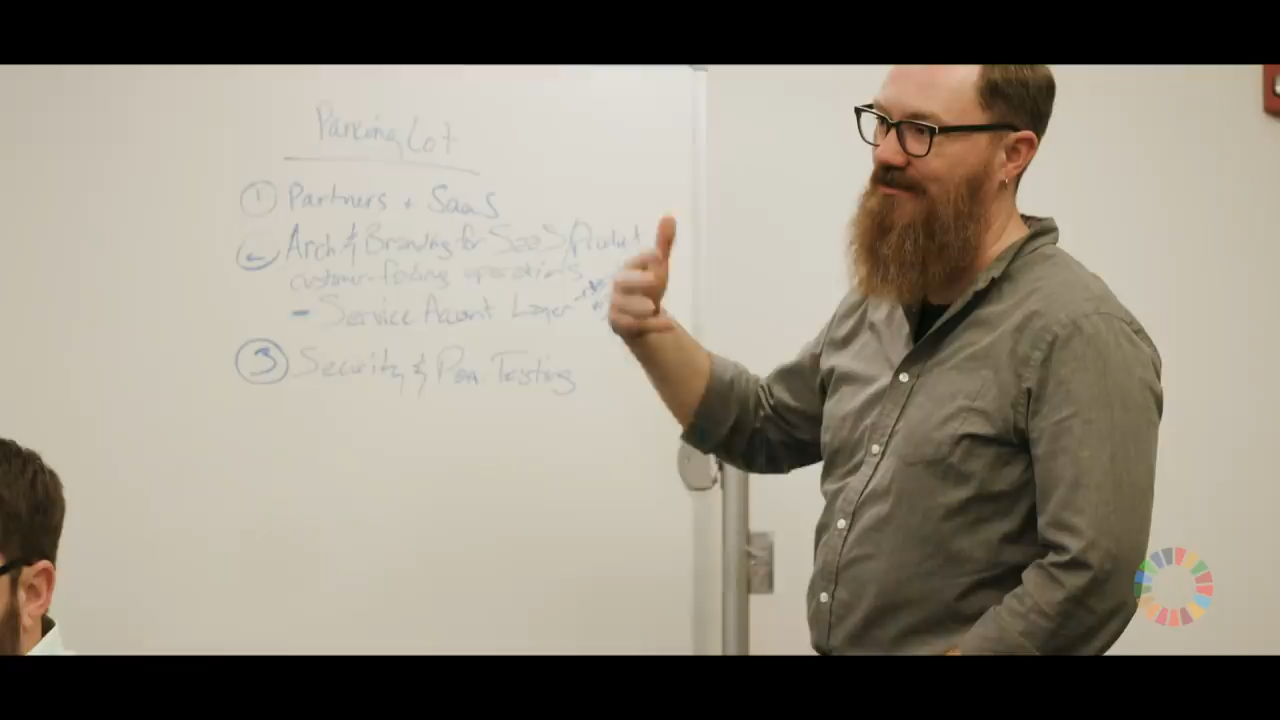 Parking Lot
① Partners + SaaS
② Arch & Branding for SaaS/Product
customer-facing operations
- Service Account Layer
③ Security & Pen Testing